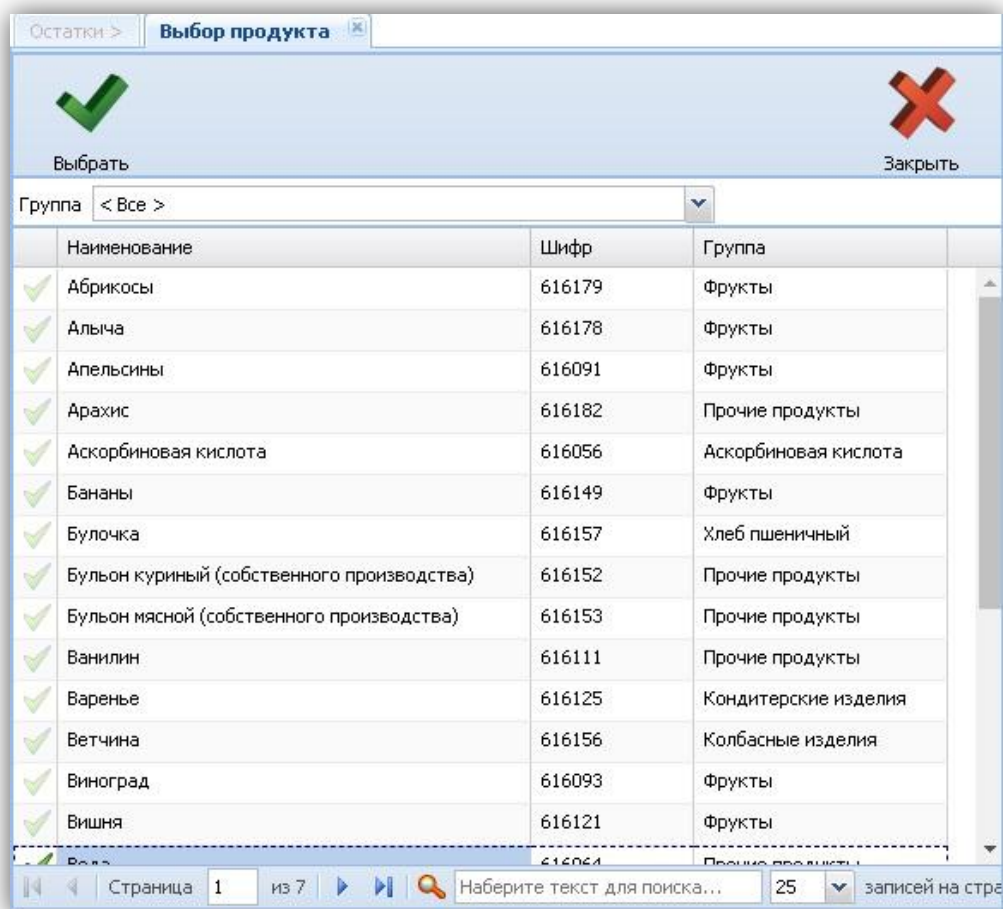 Остатки > Выбор продукта
Выбрать Закрыть
Группа < Все >
Наименование Шифр Группа
Абрикосы 616179 Фрукты
Алыча 616178 Фрукты
Апельсины 616091 Фрукты
Арахис 616182 Прочие продукты
Аскорбиновая кислота 616056 Аскорбиновая кислота
Бананы 616149 Фрукты
Булочка 616157 Хлеб пшеничный
Бульон куриный (собственного производства) 616152 Прочие продукты
Бульон мясной (собственного производства) 616153 Прочие продукты
Ванилин 616111 Прочие продукты
Варенье 616125 Кондитерские изделия
Ветчина 616156 Колбасные изделия
Виноград 616093 Фрукты
Вишня 616121 Фрукты
Вода 616064 Прочие продукты
Страница 1 из 7 Наберите текст для поиска... 25 записей на стра